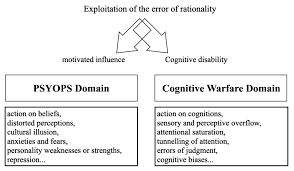 Exploitation of the error of rationality
motivated influence
Cognitive disability
PSYOPS Domain
action on beliefs,
distorted perceptions,
cultural illusion,
anxieties and fears,
personality weaknesses or strengths,
repression...
Cognitive Warfare Domain
action on cognitions,
sensory and perceptive overflow,
attentional saturation,
tunnelling of attention,
errors of judgment,
cognitive biases...